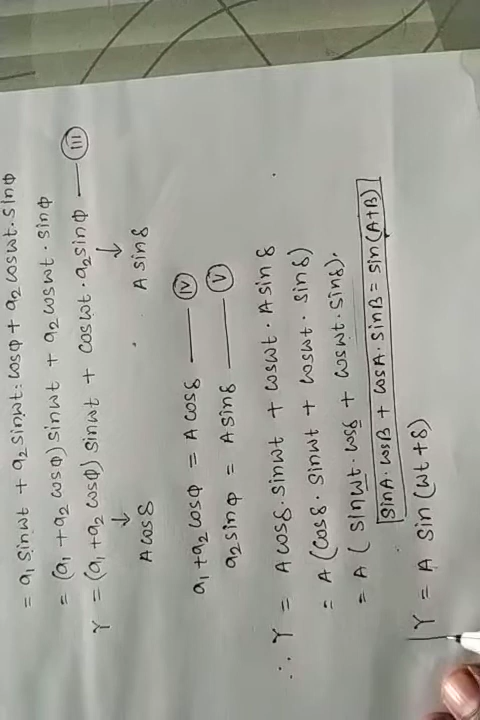 = a₁ sinωt + a₂ sinωt. cosΦ + a₂ cosωt. sinΦ
= (a₁ + a₂ cosΦ) sinωt + a₂ cosωt · sinΦ
Y = (a₁ + a₂ cosΦ) sinωt + cosωt · a₂ sinΦ — (III)
↓ ↓
A cosδ A sinδ
a₁ + a₂ cosΦ = A cosδ — (IV)
a₂ sinΦ = A sinδ — (V)
∴ Y = A cosδ. sinωt + cosωt · A sinδ
= A (cosδ · sinωt + cosωt · sinδ)
= A (sinωt. cosδ + cosωt. sinδ).
sinA. cosB + cosA. sinB = sin(A+B)
Y = A sin (ωt + δ)